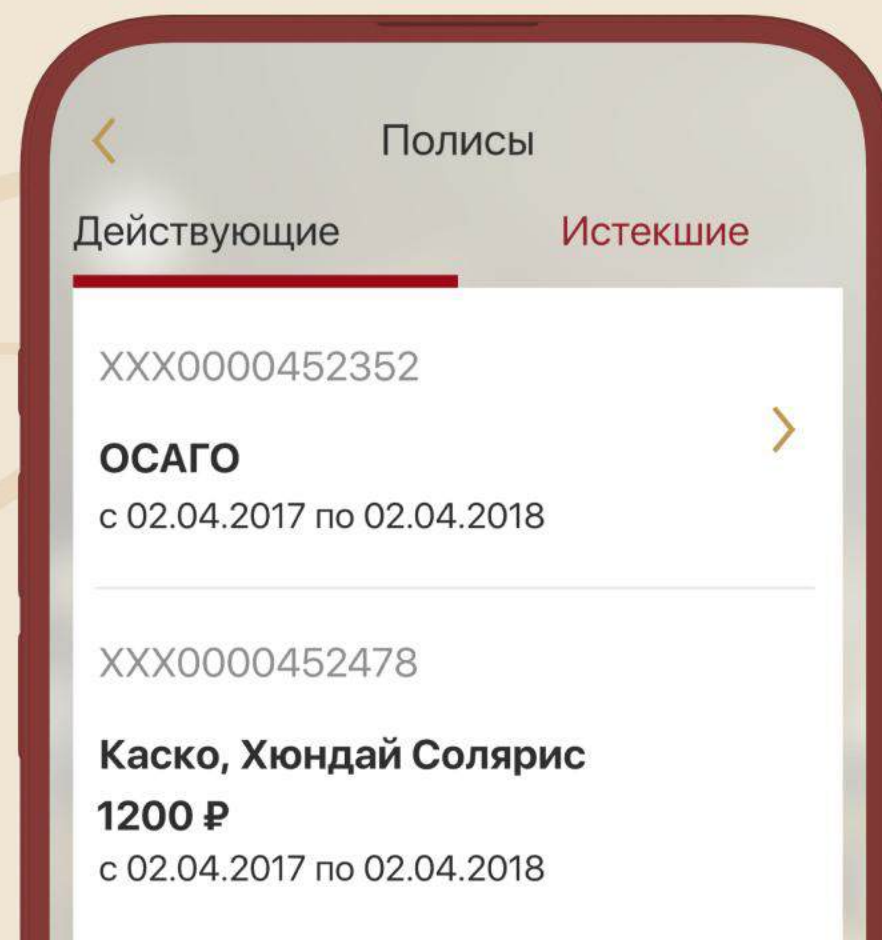 Полисы
Действующие
Истекшие
XXX0000452352
ОСАГО
с 02.04.2017 по 02.04.2018
XXX0000452478
Каско, Хюндай Солярис
1200 ₽
с 02.04.2017 по 02.04.2018